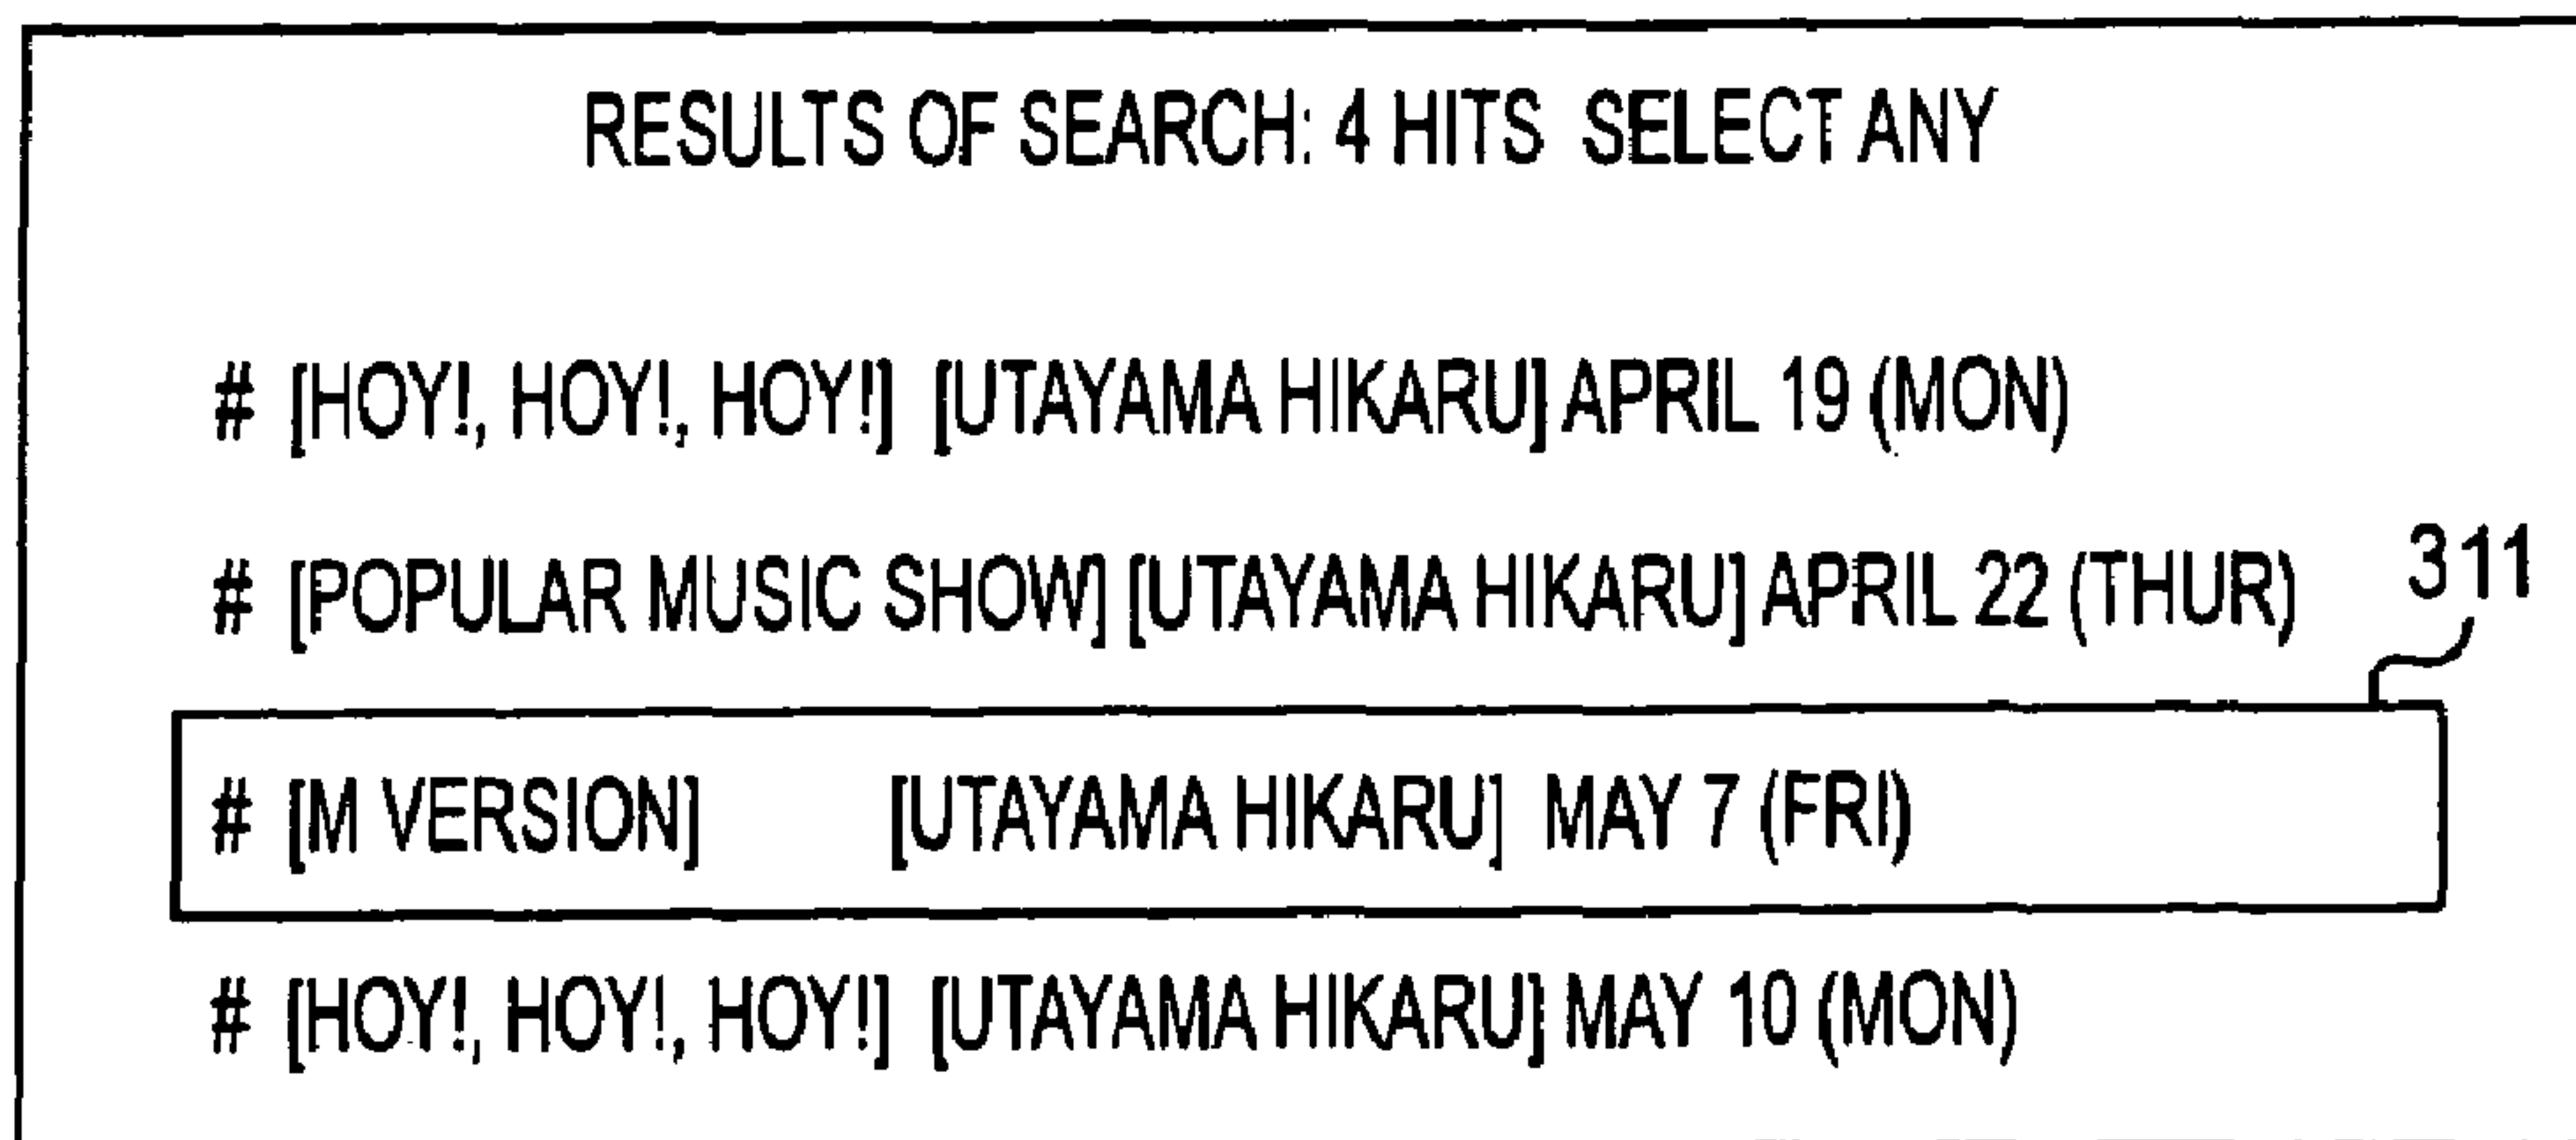 RESULTS OF SEARCH: 4 HITS SELECT ANY
# [HOY!, HOY!, HOY!] [UTAYAMA HIKARU] APRIL 19 (MON)
# [POPULAR MUSIC SHOW] [UTAYAMA HIKARU] APRIL 22 (THUR)
311
# [M VERSION] [UTAYAMA HIKARU] MAY 7 (FRI)
# [HOY!, HOY!, HOY!] [UTAYAMA HIKARU] MAY 10 (MON)